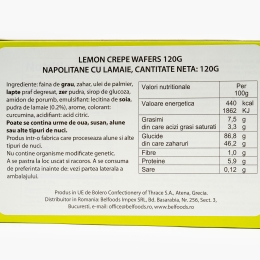 LEMON CREPE WAFERS 120G
NAPOLITANE CU LAMAIE, CANTITATE NETA: 120G
Ingrediente: faina de grau, zahar, ulei de palmier,
lapte praf degresat, zer pudra, sirop de glucoza,
amidon de porumb, emulsifiant: lecitina de soia,
pudra de lamaie (0.2%), arome, colorant:
curcumina, acidifiant: acid citric.
Poate sa contina urme de oua, susan, alune
sau alte tipuri de nuci.
Produs intr-o fabrica care proceseaza alune si alte
tipuri de nuci.
Nu contine organisme modificate genetic.
A se pastra la loc uscat si racoros. A se consuma
de preferinta inainte de: vezi partea laterala a
ambalajului.
Valori nutritionale Per 100g
Valoare energetica 440 kcal
1862 KJ
Grasimi 7,5 g
din care acizi grasi saturati 3,3 g
Glucide 86,8 g
din care zaharuri 46,2 g
Fibre 1,0 g
Proteine 5,9 g
Sare 0,12 g
Produs in UE de Bolero Confectionery of Thrace S.A., Atena, Grecia.
Distribuitor in Romania: Belfoods Impex SRL, Bd. Basarabia, Nr. 256, Sect. 3,
Bucuresti, e-mail: office@belfoods.ro, www.belfoods.ro